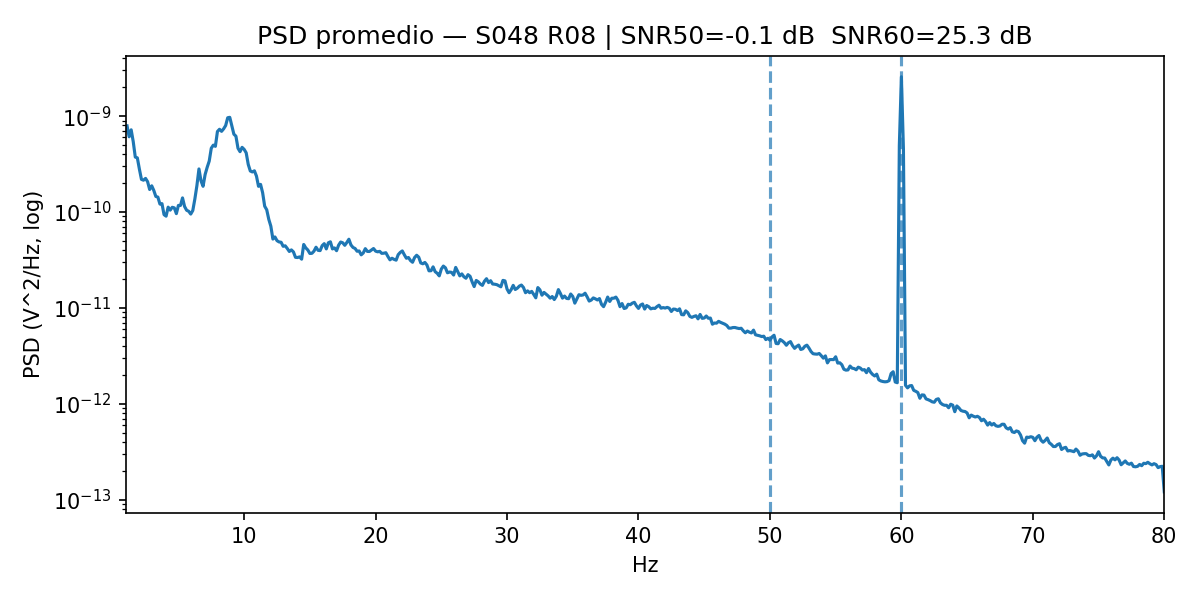 PSD promedio — S048 R08 | SNR50=-0.1 dB  SNR60=25.3 dB
PSD (V^2/Hz, log)
10⁻⁹
10⁻¹⁰
10⁻¹¹
10⁻¹²
10⁻¹³
10 20 30 40 50 60 70 80
Hz